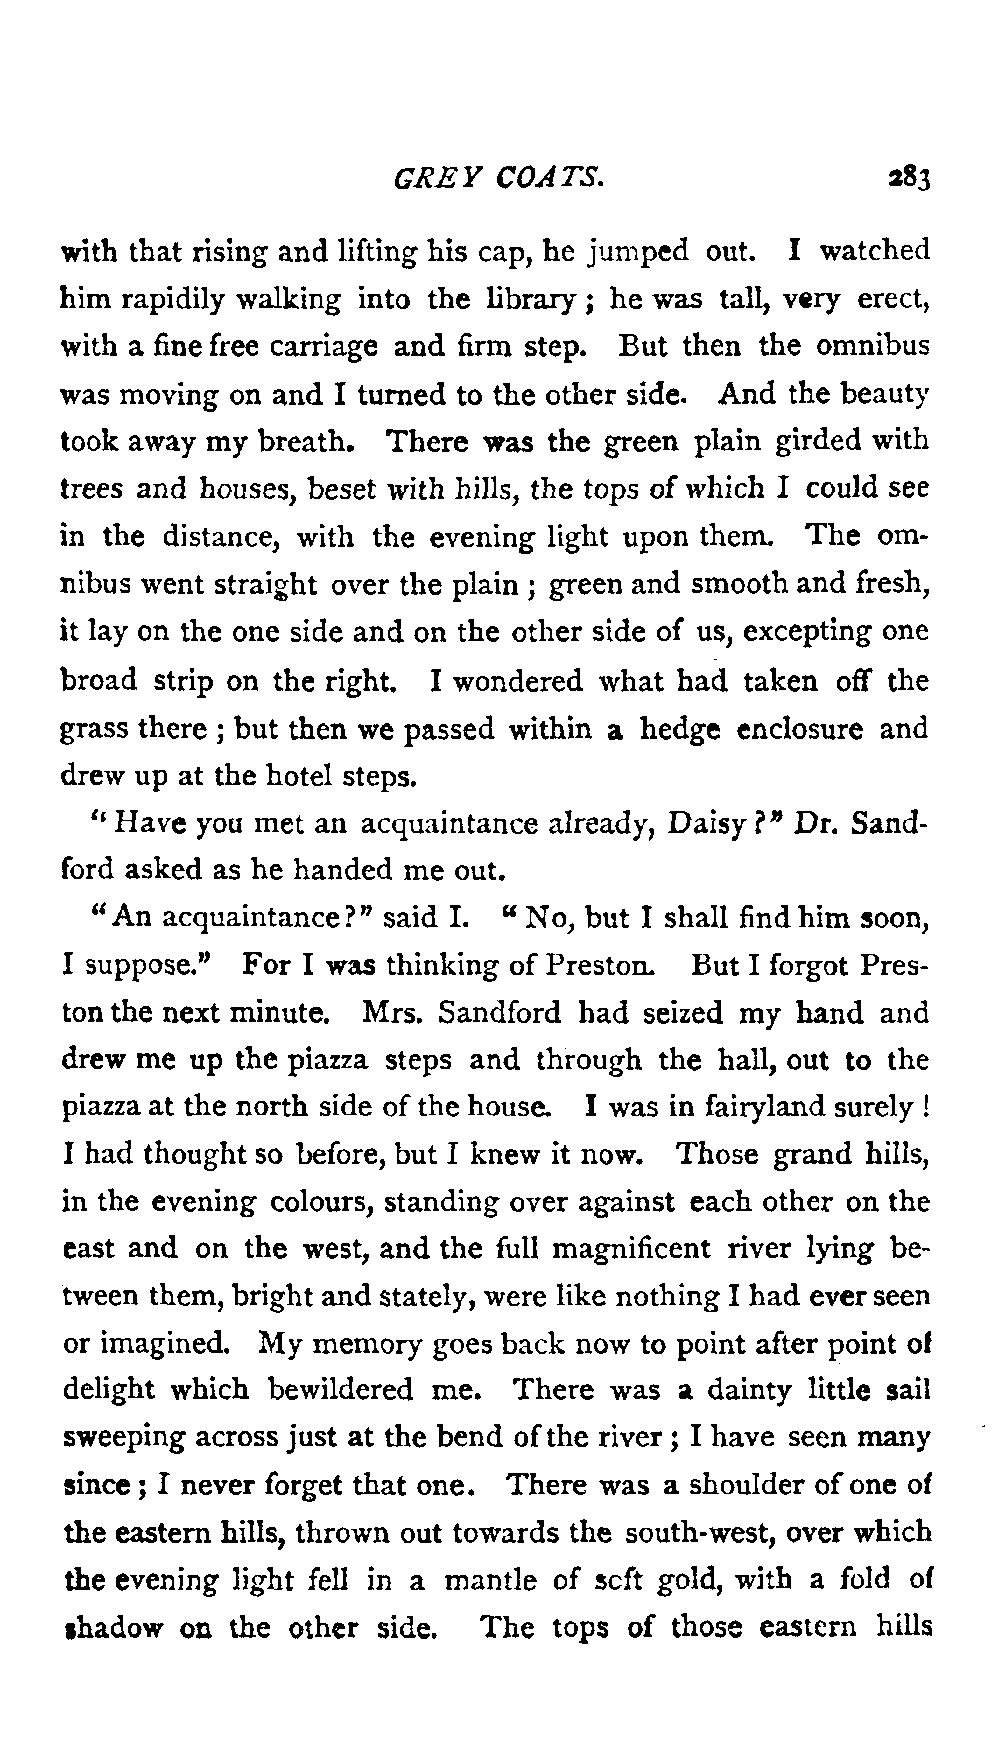 GREY COATS. 283
with that rising and lifting his cap, he jumped out. I watched
him rapidily walking into the library ; he was tall, very erect,
with a fine free carriage and firm step. But then the omnibus
was moving on and I turned to the other side. And the beauty
took away my breath. There was the green plain girded with
trees and houses, beset with hills, the tops of which I could see
in the distance, with the evening light upon them. The om-
nibus went straight over the plain ; green and smooth and fresh,
it lay on the one side and on the other side of us, excepting one
broad strip on the right. I wondered what had taken off the
grass there ; but then we passed within a hedge enclosure and
drew up at the hotel steps.
“ Have you met an acquaintance already, Daisy ?” Dr. Sand-
ford asked as he handed me out.
“ An acquaintance ?” said I. “ No, but I shall find him soon,
I suppose.” For I was thinking of Preston. But I forgot Pres-
ton the next minute. Mrs. Sandford had seized my hand and
drew me up the piazza steps and through the hall, out to the
piazza at the north side of the house. I was in fairyland surely !
I had thought so before, but I knew it now. Those grand hills,
in the evening colours, standing over against each other on the
east and on the west, and the full magnificent river lying be-
tween them, bright and stately, were like nothing I had ever seen
or imagined. My memory goes back now to point after point of
delight which bewildered me. There was a dainty little sail
sweeping across just at the bend of the river ; I have seen many
since ; I never forget that one. There was a shoulder of one of
the eastern hills, thrown out towards the south-west, over which
the evening light fell in a mantle of soft gold, with a fold of
shadow on the other side. The tops of those eastern hills